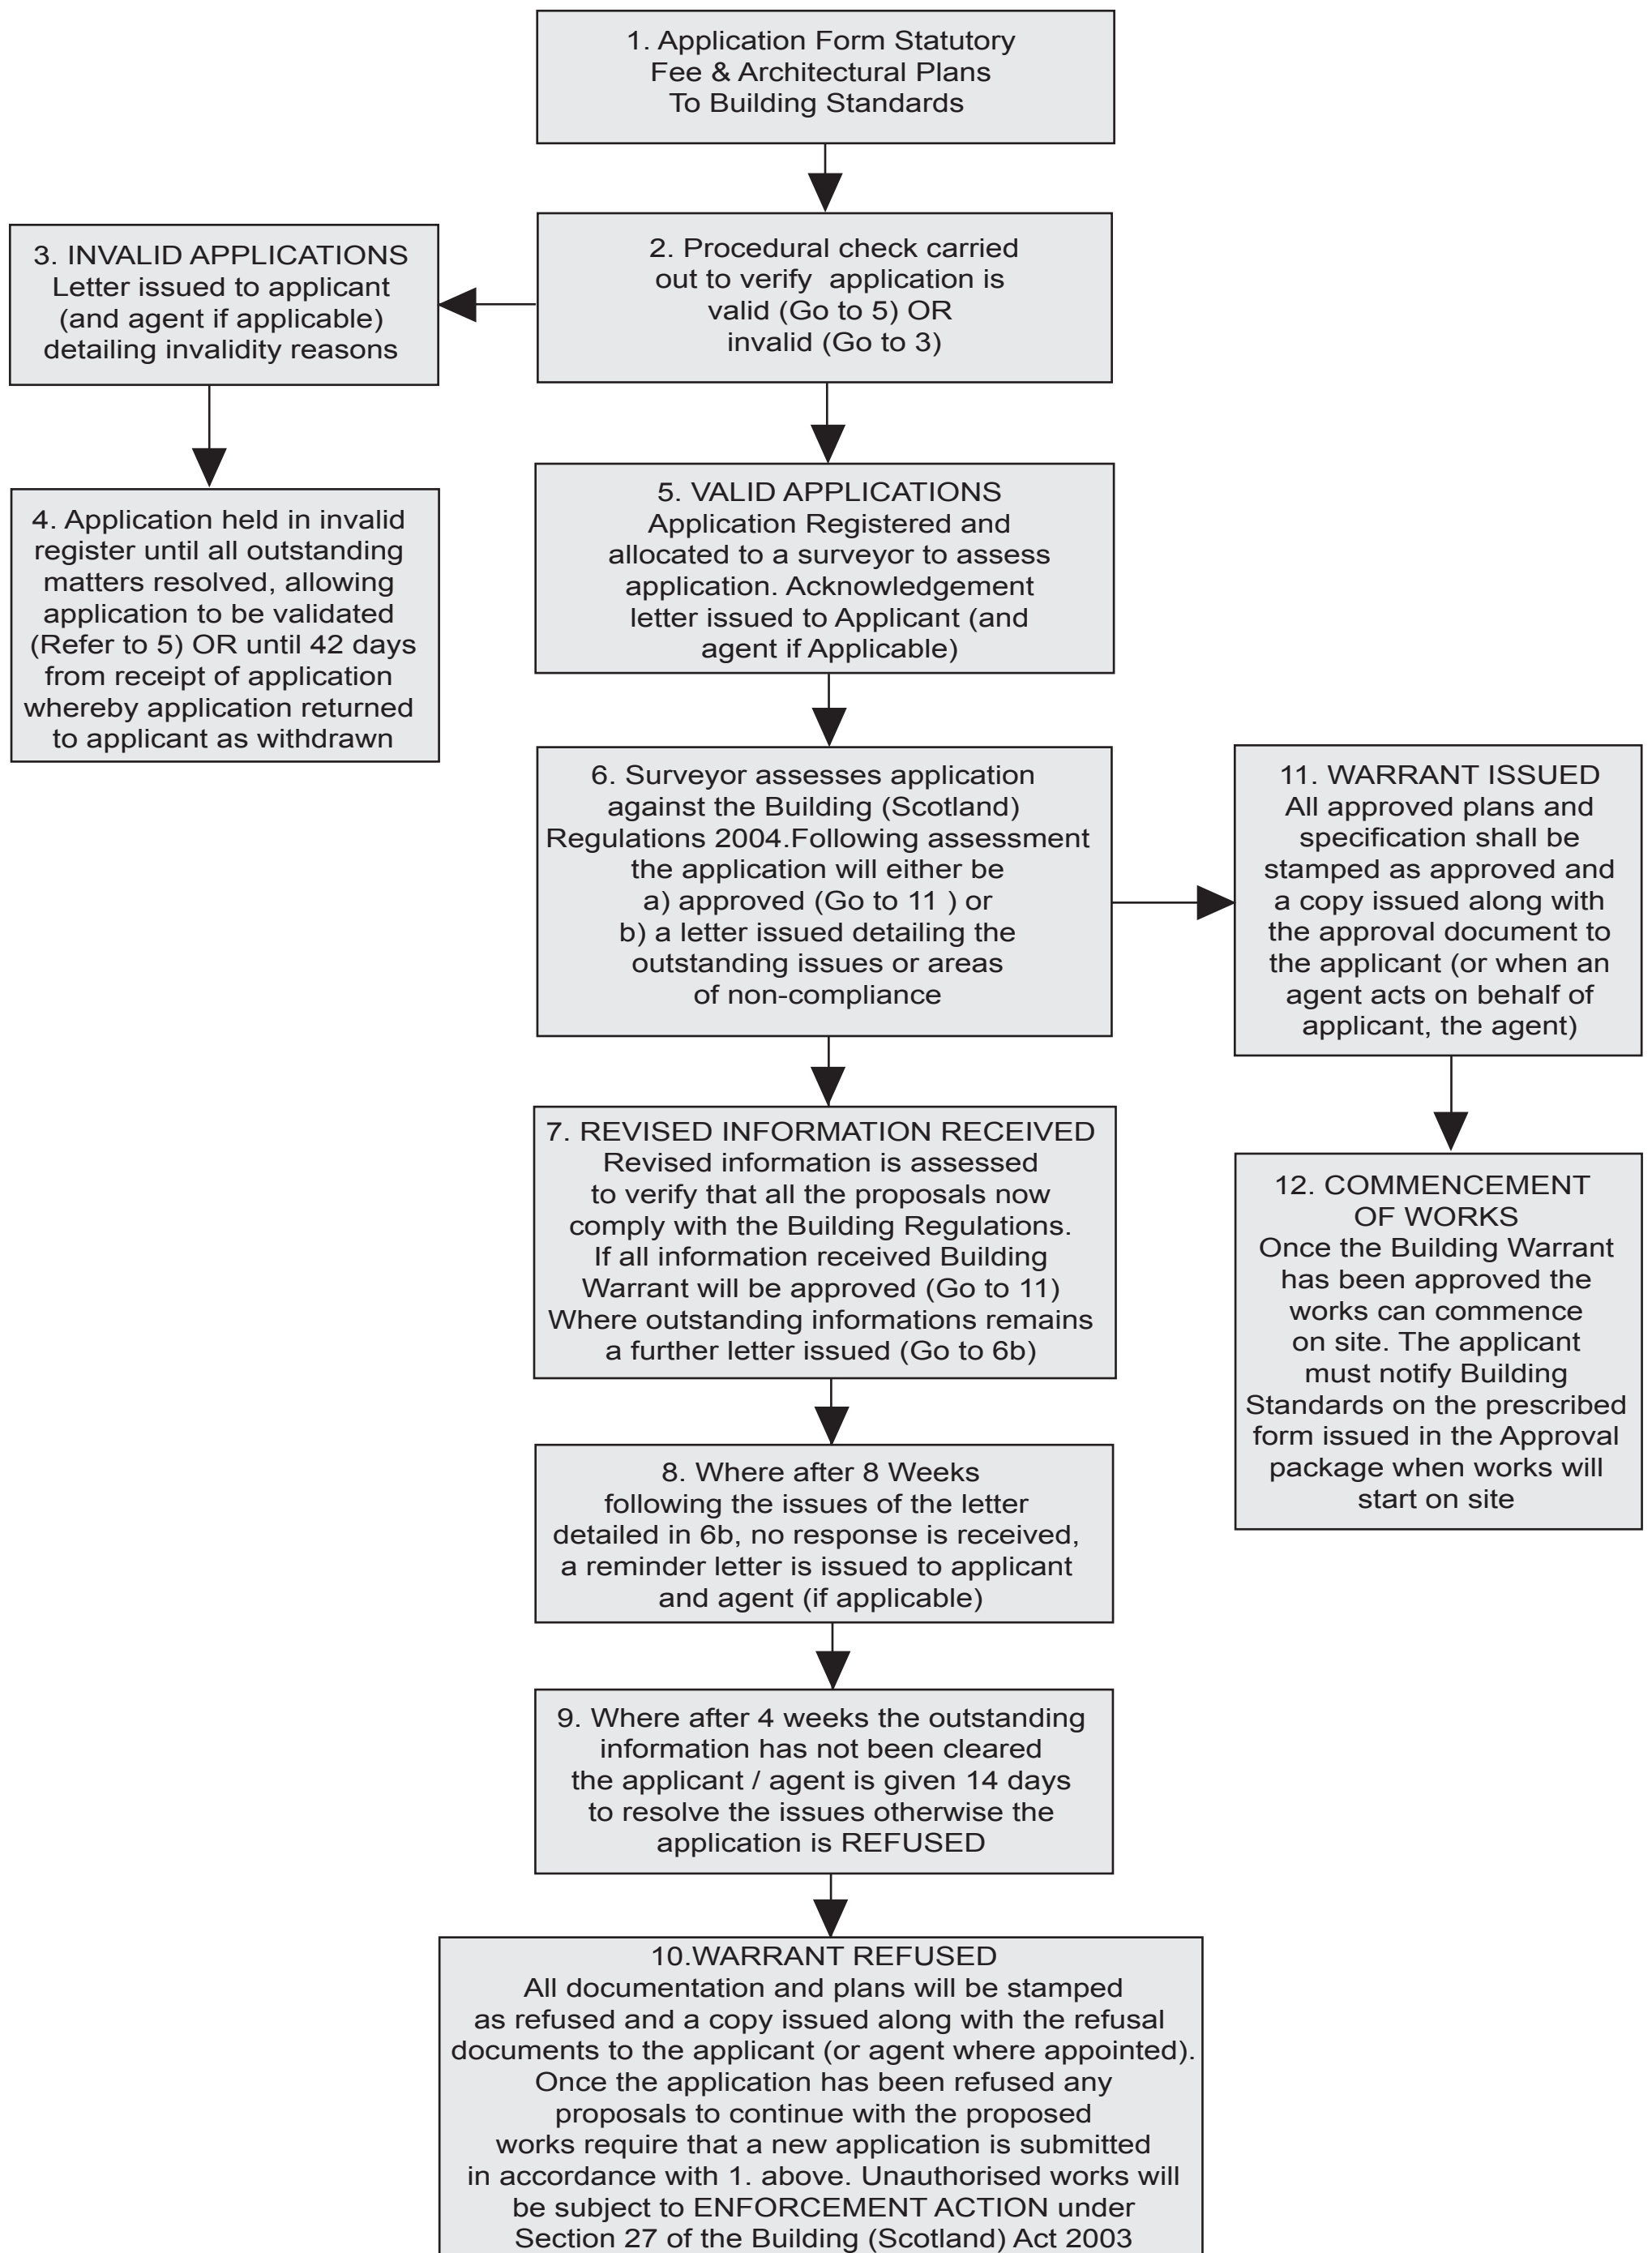 1. Application Form Statutory
Fee & Architectural Plans
To Building Standards
2. Procedural check carried
out to verify  application is
valid (Go to 5) OR
invalid (Go to 3)
3. INVALID APPLICATIONS
Letter issued to applicant
(and agent if applicable)
detailing invalidity reasons
4. Application held in invalid
register until all outstanding
matters resolved, allowing
application to be validated
(Refer to 5) OR until 42 days
from receipt of application
whereby application returned
to applicant as withdrawn
5. VALID APPLICATIONS
Application Registered and
allocated to a surveyor to assess
application. Acknowledgement
letter issued to Applicant (and
agent if Applicable)
6. Surveyor assesses application
against the Building (Scotland)
Regulations 2004.Following assessment
the application will either be
a) approved (Go to 11 ) or
b) a letter issued detailing the
outstanding issues or areas
of non-compliance
7. REVISED INFORMATION RECEIVED
Revised information is assessed
to verify that all the proposals now
comply with the Building Regulations.
If all information received Building
Warrant will be approved (Go to 11)
Where outstanding informations remains
a further letter issued (Go to 6b)
8. Where after 8 Weeks
following the issues of the letter
detailed in 6b, no response is received,
a reminder letter is issued to applicant
and agent (if applicable)
9. Where after 4 weeks the outstanding
information has not been cleared
the applicant / agent is given 14 days
to resolve the issues otherwise the
application is REFUSED
10.WARRANT REFUSED
All documentation and plans will be stamped
as refused and a copy issued along with the refusal
documents to the applicant (or agent where appointed).
Once the application has been refused any
proposals to continue with the proposed
works require that a new application is submitted
in accordance with 1. above. Unauthorised works will
be subject to ENFORCEMENT ACTION under
Section 27 of the Building (Scotland) Act 2003
11. WARRANT ISSUED
All approved plans and
specification shall be
stamped as approved and
a copy issued along with
the approval document to
the applicant (or when an
agent acts on behalf of
applicant, the agent)
12. COMMENCEMENT
OF WORKS
Once the Building Warrant
has been approved the
works can commence
on site. The applicant
must notify Building
Standards on the prescribed
form issued in the Approval
package when works will
start on site